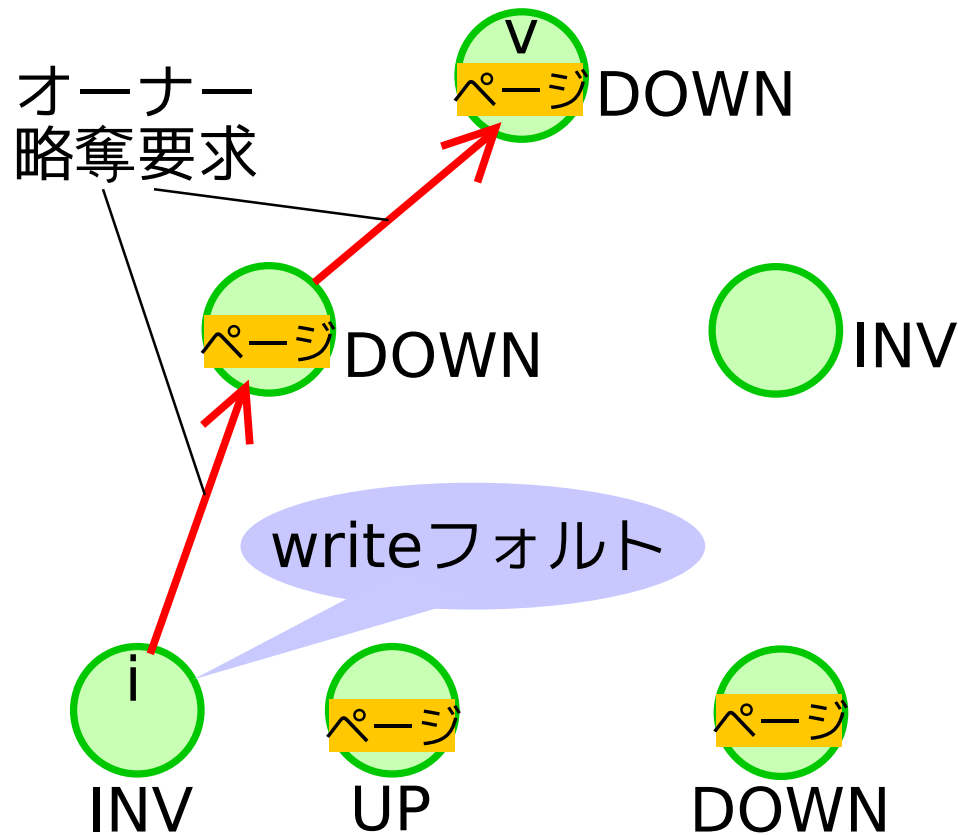 v
ページ DOWN
オーナー
略奪要求
ページ DOWN
INV
writeフォルト
i
INV
ページ
UP
ページ
DOWN